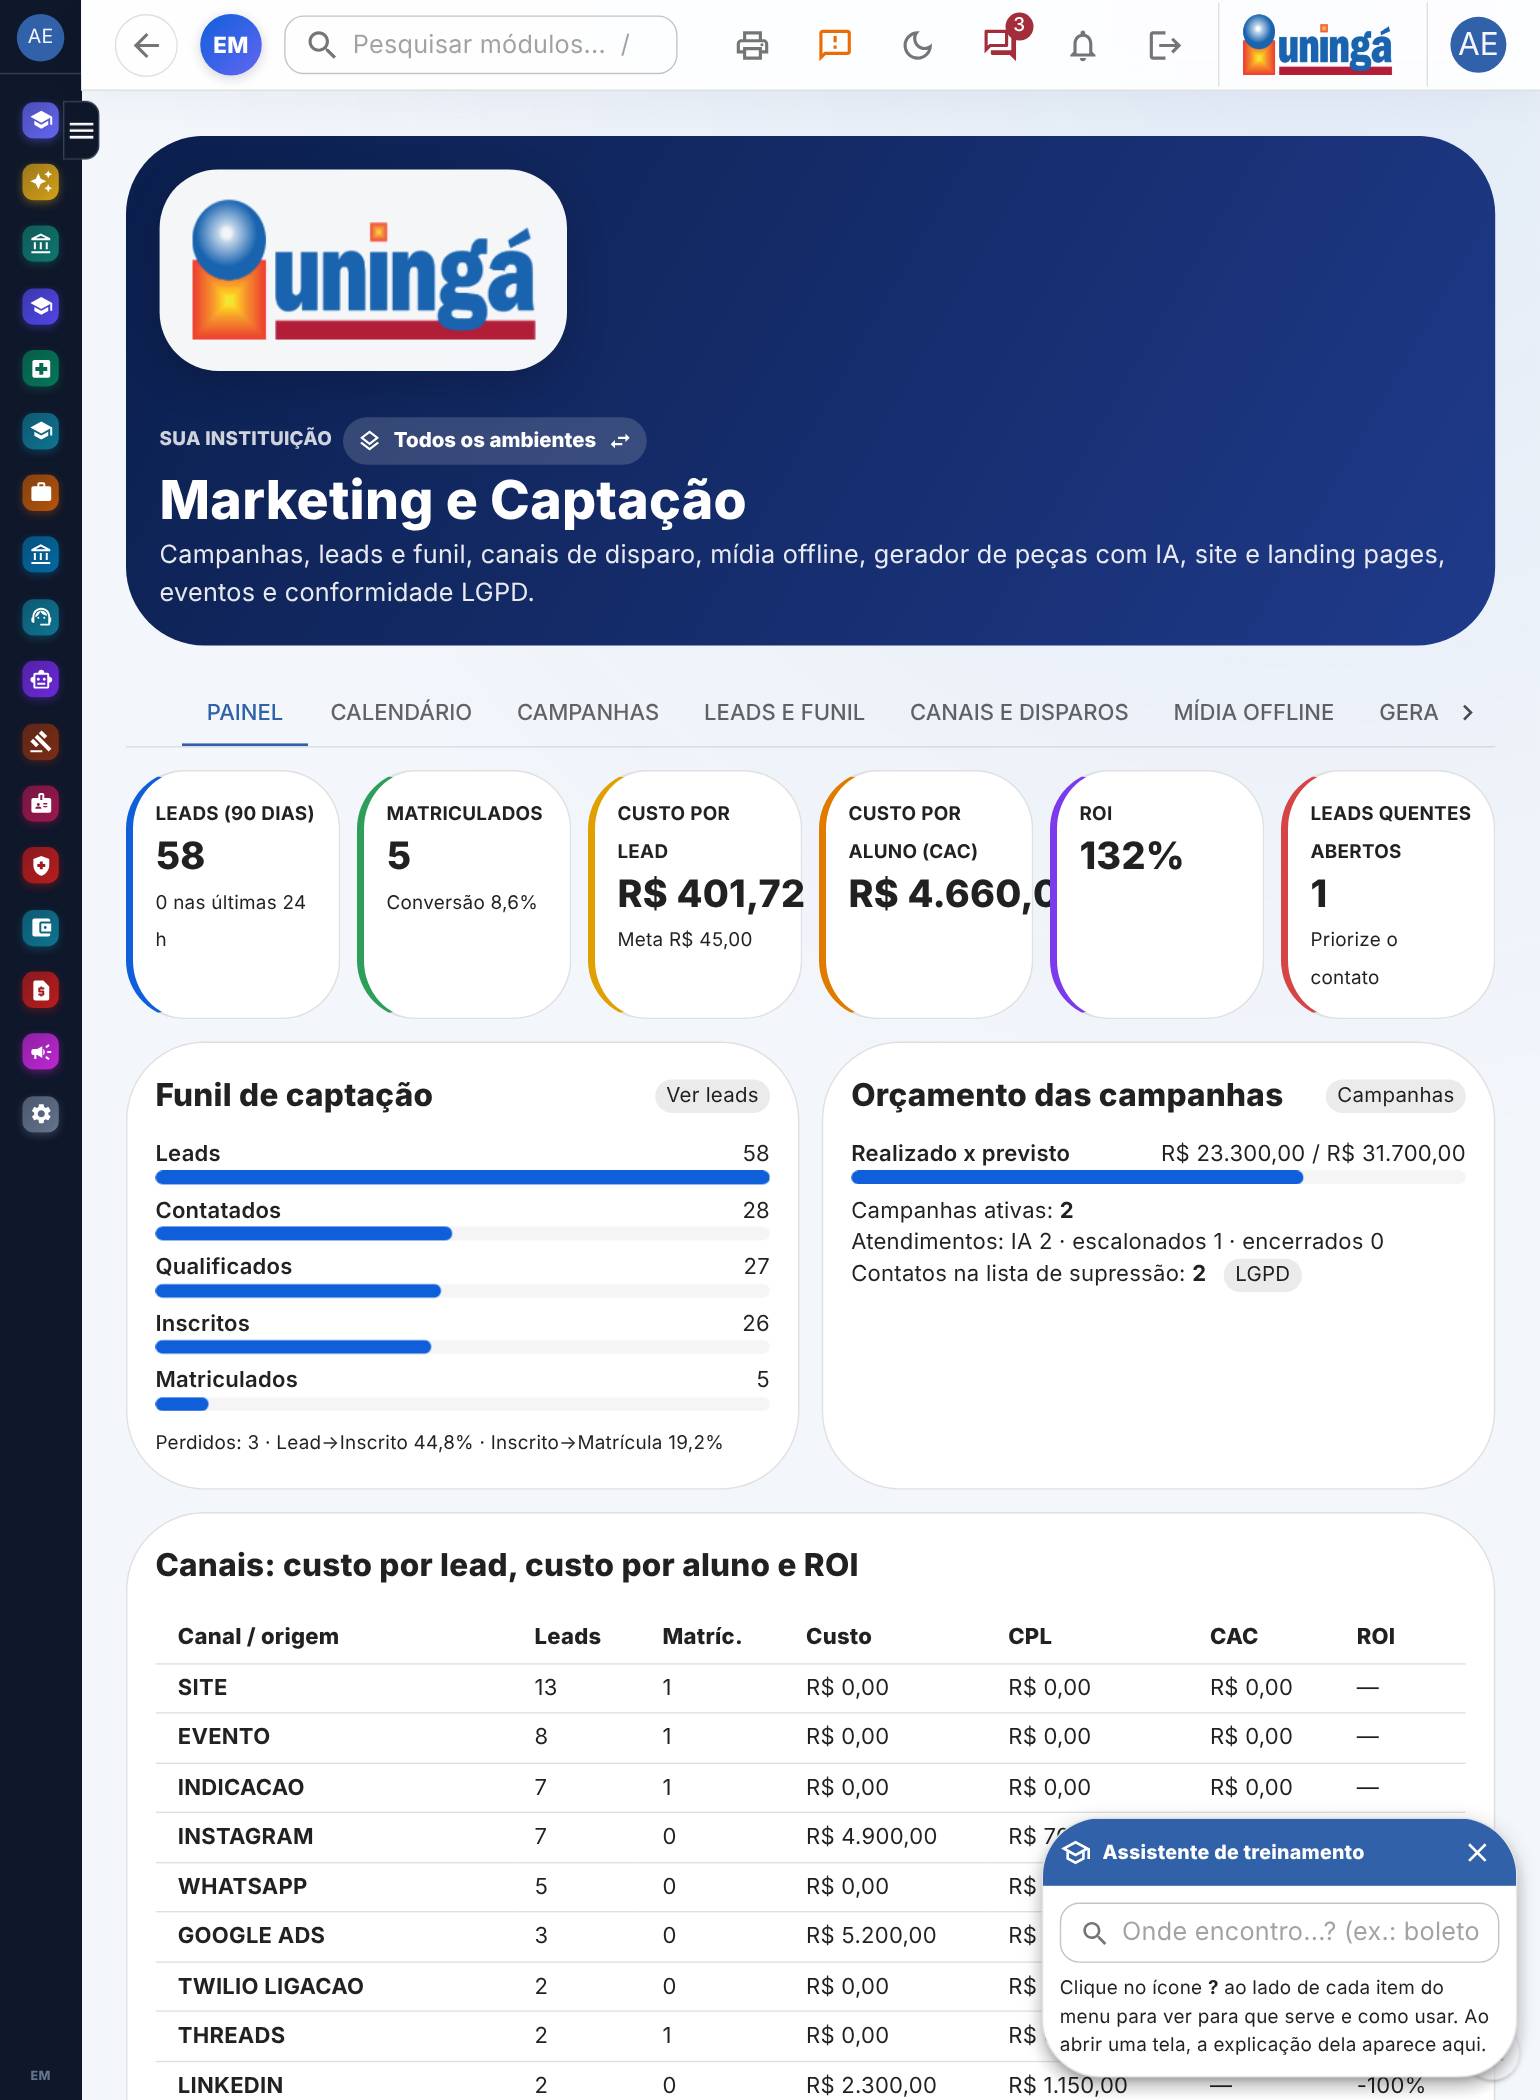 AE
EM
Pesquisar módulos... /
3
uningá
AE
uningá
SUA INSTITUIÇÃO
Todos os ambientes
Marketing e Captação
Campanhas, leads e funil, canais de disparo, mídia offline, gerador de peças com IA, site e landing pages,
eventos e conformidade LGPD.
PAINEL CALENDÁRIO CAMPANHAS LEADS E FUNIL CANAIS E DISPAROS MÍDIA OFFLINE GERA
LEADS (90 DIAS)
58
0 nas últimas 24
h
MATRICULADOS
5
Conversão 8,6%
CUSTO POR
LEAD
R$ 401,72
Meta R$ 45,00
CUSTO POR
ALUNO (CAC)
R$ 4.660,0
ROI
132%
LEADS QUENTES
ABERTOS
1
Priorize o
contato
Funil de captação Ver leads
Leads 58
Contatados 28
Qualificados 27
Inscritos 26
Matriculados 5
Perdidos: 3 · Lead→Inscrito 44,8% · Inscrito→Matrícula 19,2%
Orçamento das campanhas Campanhas
Realizado x previsto R$ 23.300,00 / R$ 31.700,00
Campanhas ativas: 2
Atendimentos: IA 2 · escalonados 1 · encerrados 0
Contatos na lista de supressão: 2 LGPD
Canais: custo por lead, custo por aluno e ROI
Canal / origem Leads Matríc. Custo CPL CAC ROI
SITE 13 1 R$ 0,00 R$ 0,00 R$ 0,00 —
EVENTO 8 1 R$ 0,00 R$ 0,00 R$ 0,00 —
INDICACAO 7 1 R$ 0,00 R$ 0,00 R$ 0,00 —
INSTAGRAM 7 0 R$ 4.900,00 R$
WHATSAPP 5 0 R$ 0,00 R$
GOOGLE ADS 3 0 R$ 5.200,00 R$
TWILIO LIGACAO 2 0 R$ 0,00 R$
THREADS 2 1 R$ 0,00 R$
LINKEDIN 2 0 R$ 2.300,00 R$ 1.150,00 — -100%
Assistente de treinamento
Onde encontro...? (ex.: boleto
Clique no ícone ? ao lado de cada item do
menu para ver para que serve e como usar. Ao
abrir uma tela, a explicação dela aparece aqui.
EM